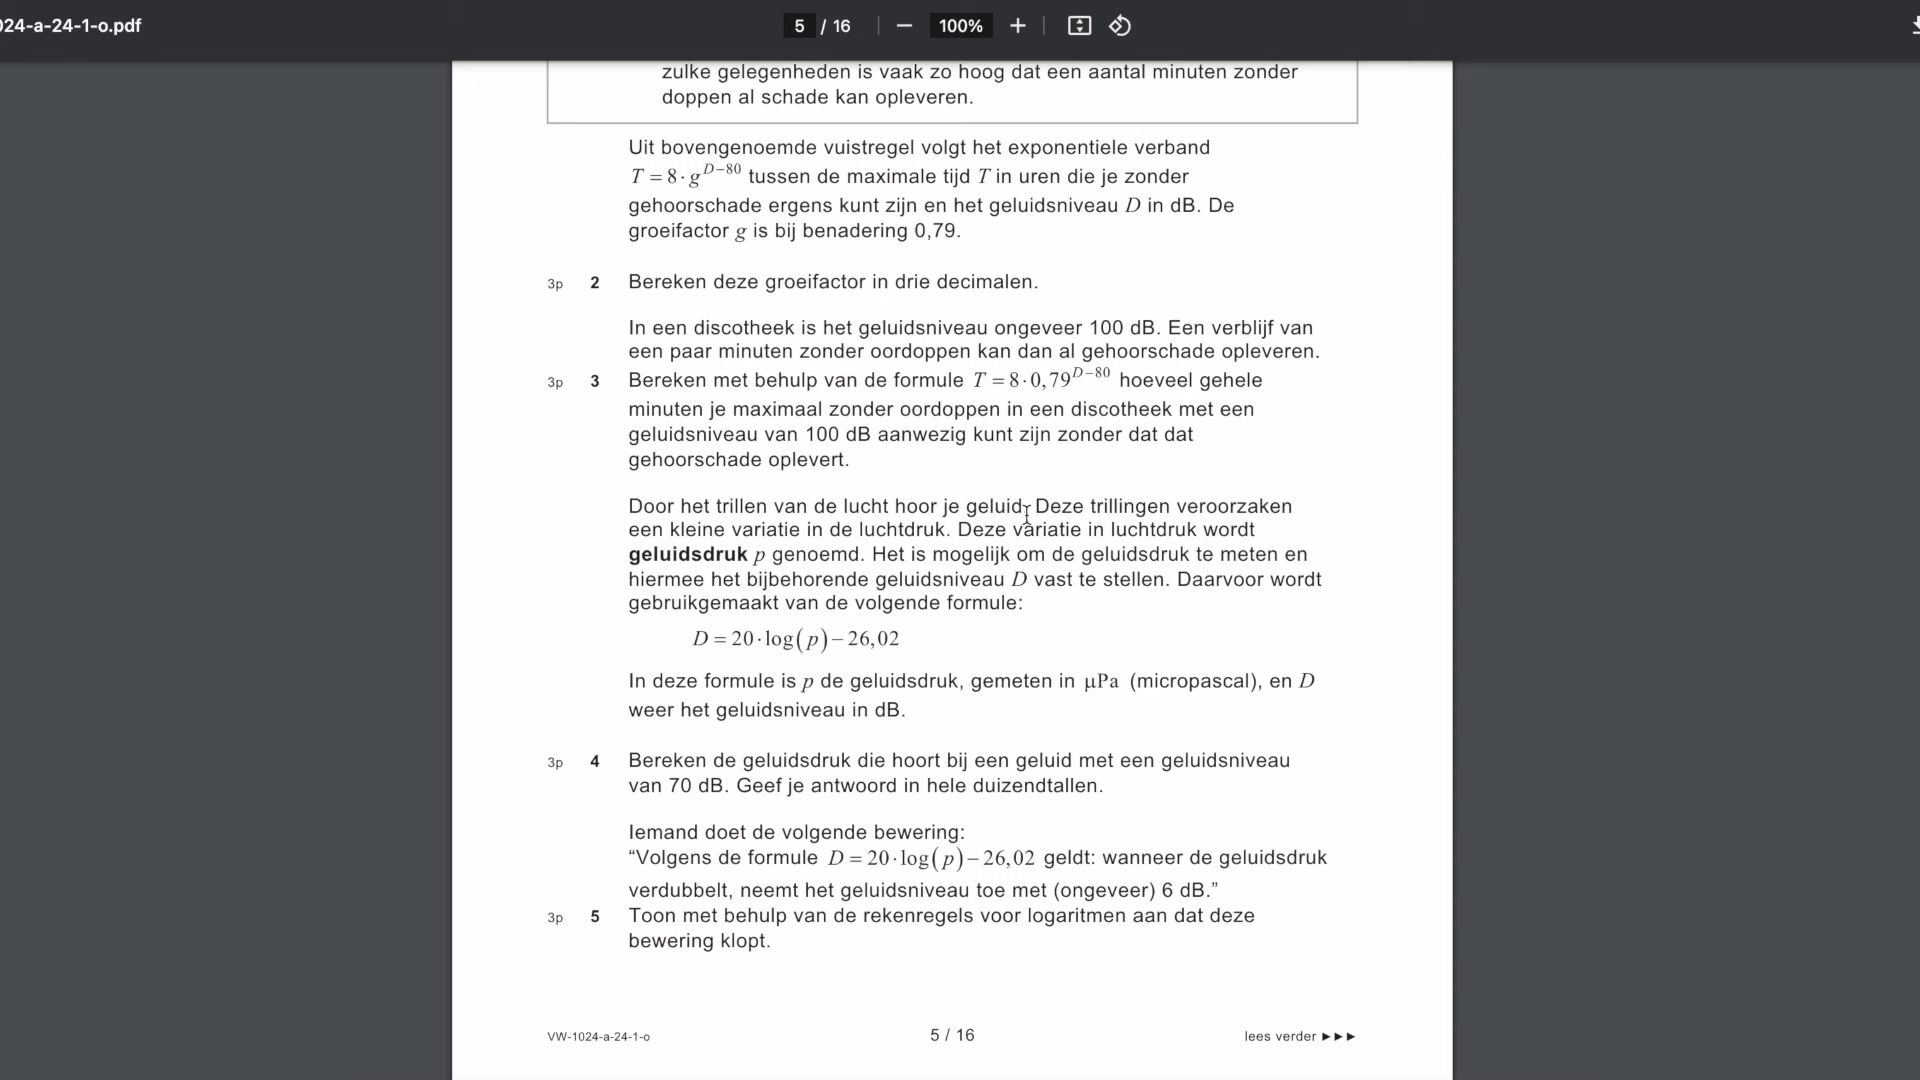 024-a-24-1-o.pdf
5 / 16
100%
zulke gelegenheden is vaak zo hoog dat een aantal minuten zonder
doppen al schade kan opleveren.
Uit bovengenoemde vuistregel volgt het exponentiele verband
T = 8 · g^{D−80} tussen de maximale tijd T in uren die je zonder
gehoorschade ergens kunt zijn en het geluidsniveau D in dB. De
groeifactor g is bij benadering 0,79.
3p 2 Bereken deze groeifactor in drie decimalen.
In een discotheek is het geluidsniveau ongeveer 100 dB. Een verblijf van
een paar minuten zonder oordoppen kan dan al gehoorschade opleveren.
3p 3 Bereken met behulp van de formule T = 8 · 0,79^{D−80} hoeveel gehele
minuten je maximaal zonder oordoppen in een discotheek met een
geluidsniveau van 100 dB aanwezig kunt zijn zonder dat dat
gehoorschade oplevert.
Door het trillen van de lucht hoor je geluid. Deze trillingen veroorzaken
een kleine variatie in de luchtdruk. Deze variatie in luchtdruk wordt
geluidsdruk p genoemd. Het is mogelijk om de geluidsdruk te meten en
hiermee het bijbehorende geluidsniveau D vast te stellen. Daarvoor wordt
gebruikgemaakt van de volgende formule:
D = 20 · log(p) − 26,02
In deze formule is p de geluidsdruk, gemeten in μPa (micropascal), en D
weer het geluidsniveau in dB.
3p 4 Bereken de geluidsdruk die hoort bij een geluid met een geluidsniveau
van 70 dB. Geef je antwoord in hele duizendtallen.
Iemand doet de volgende bewering:
“Volgens de formule D = 20 · log(p) − 26,02 geldt: wanneer de geluidsdruk
verdubbelt, neemt het geluidsniveau toe met (ongeveer) 6 dB.”
3p 5 Toon met behulp van de rekenregels voor logaritmen aan dat deze
bewering klopt.
VW-1024-a-24-1-o
5 / 16
lees verder ►►►